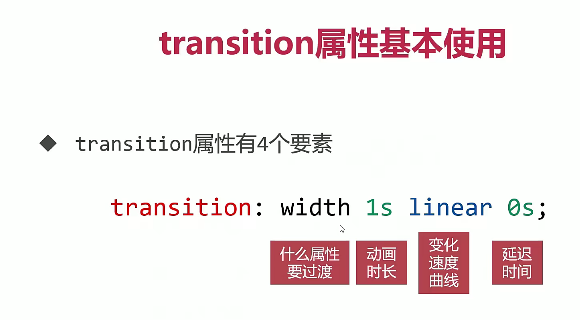 transition属性基本使用
◆ transition属性有4个要素
transition: width 1s linear 0s;
什么属性
要过渡
动画
时长
变化
速度
曲线
延迟
时间